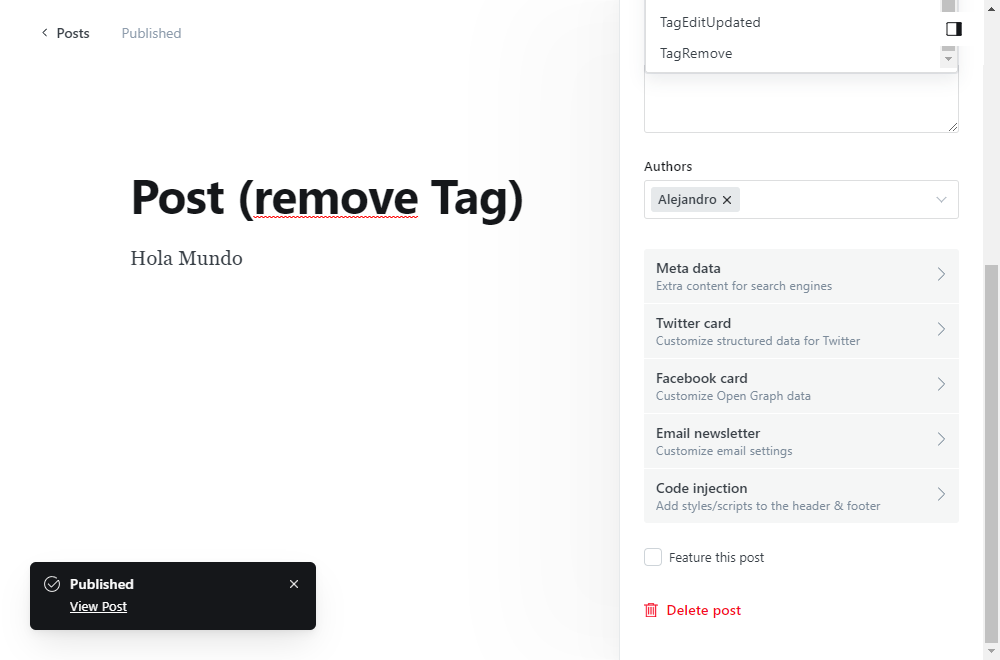 Posts Published
TagEditUpdated
TagRemove
Post (remove Tag)
Hola Mundo
Authors
Alejandro
Meta data
Extra content for search engines
Twitter card
Customize structured data for Twitter
Facebook card
Customize Open Graph data
Email newsletter
Customize email settings
Code injection
Add styles/scripts to the header & footer
Feature this post
Delete post
Published
View Post